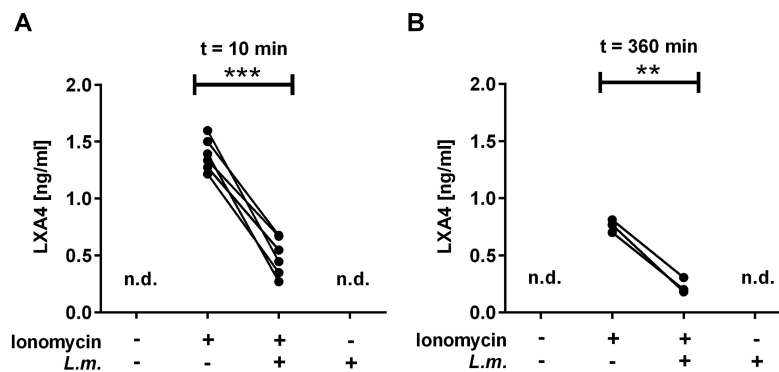 A
t = 10 min
***
2.0
1.5
1.0
0.5
0.0
LXA4 [ng/ml]
n.d.
n.d.
Ionomycin - + + -
L.m. - - + +
B
t = 360 min
**
2.0
1.5
1.0
0.5
0.0
LXA4 [ng/ml]
n.d.
n.d.
Ionomycin - + + -
L.m. - - + +